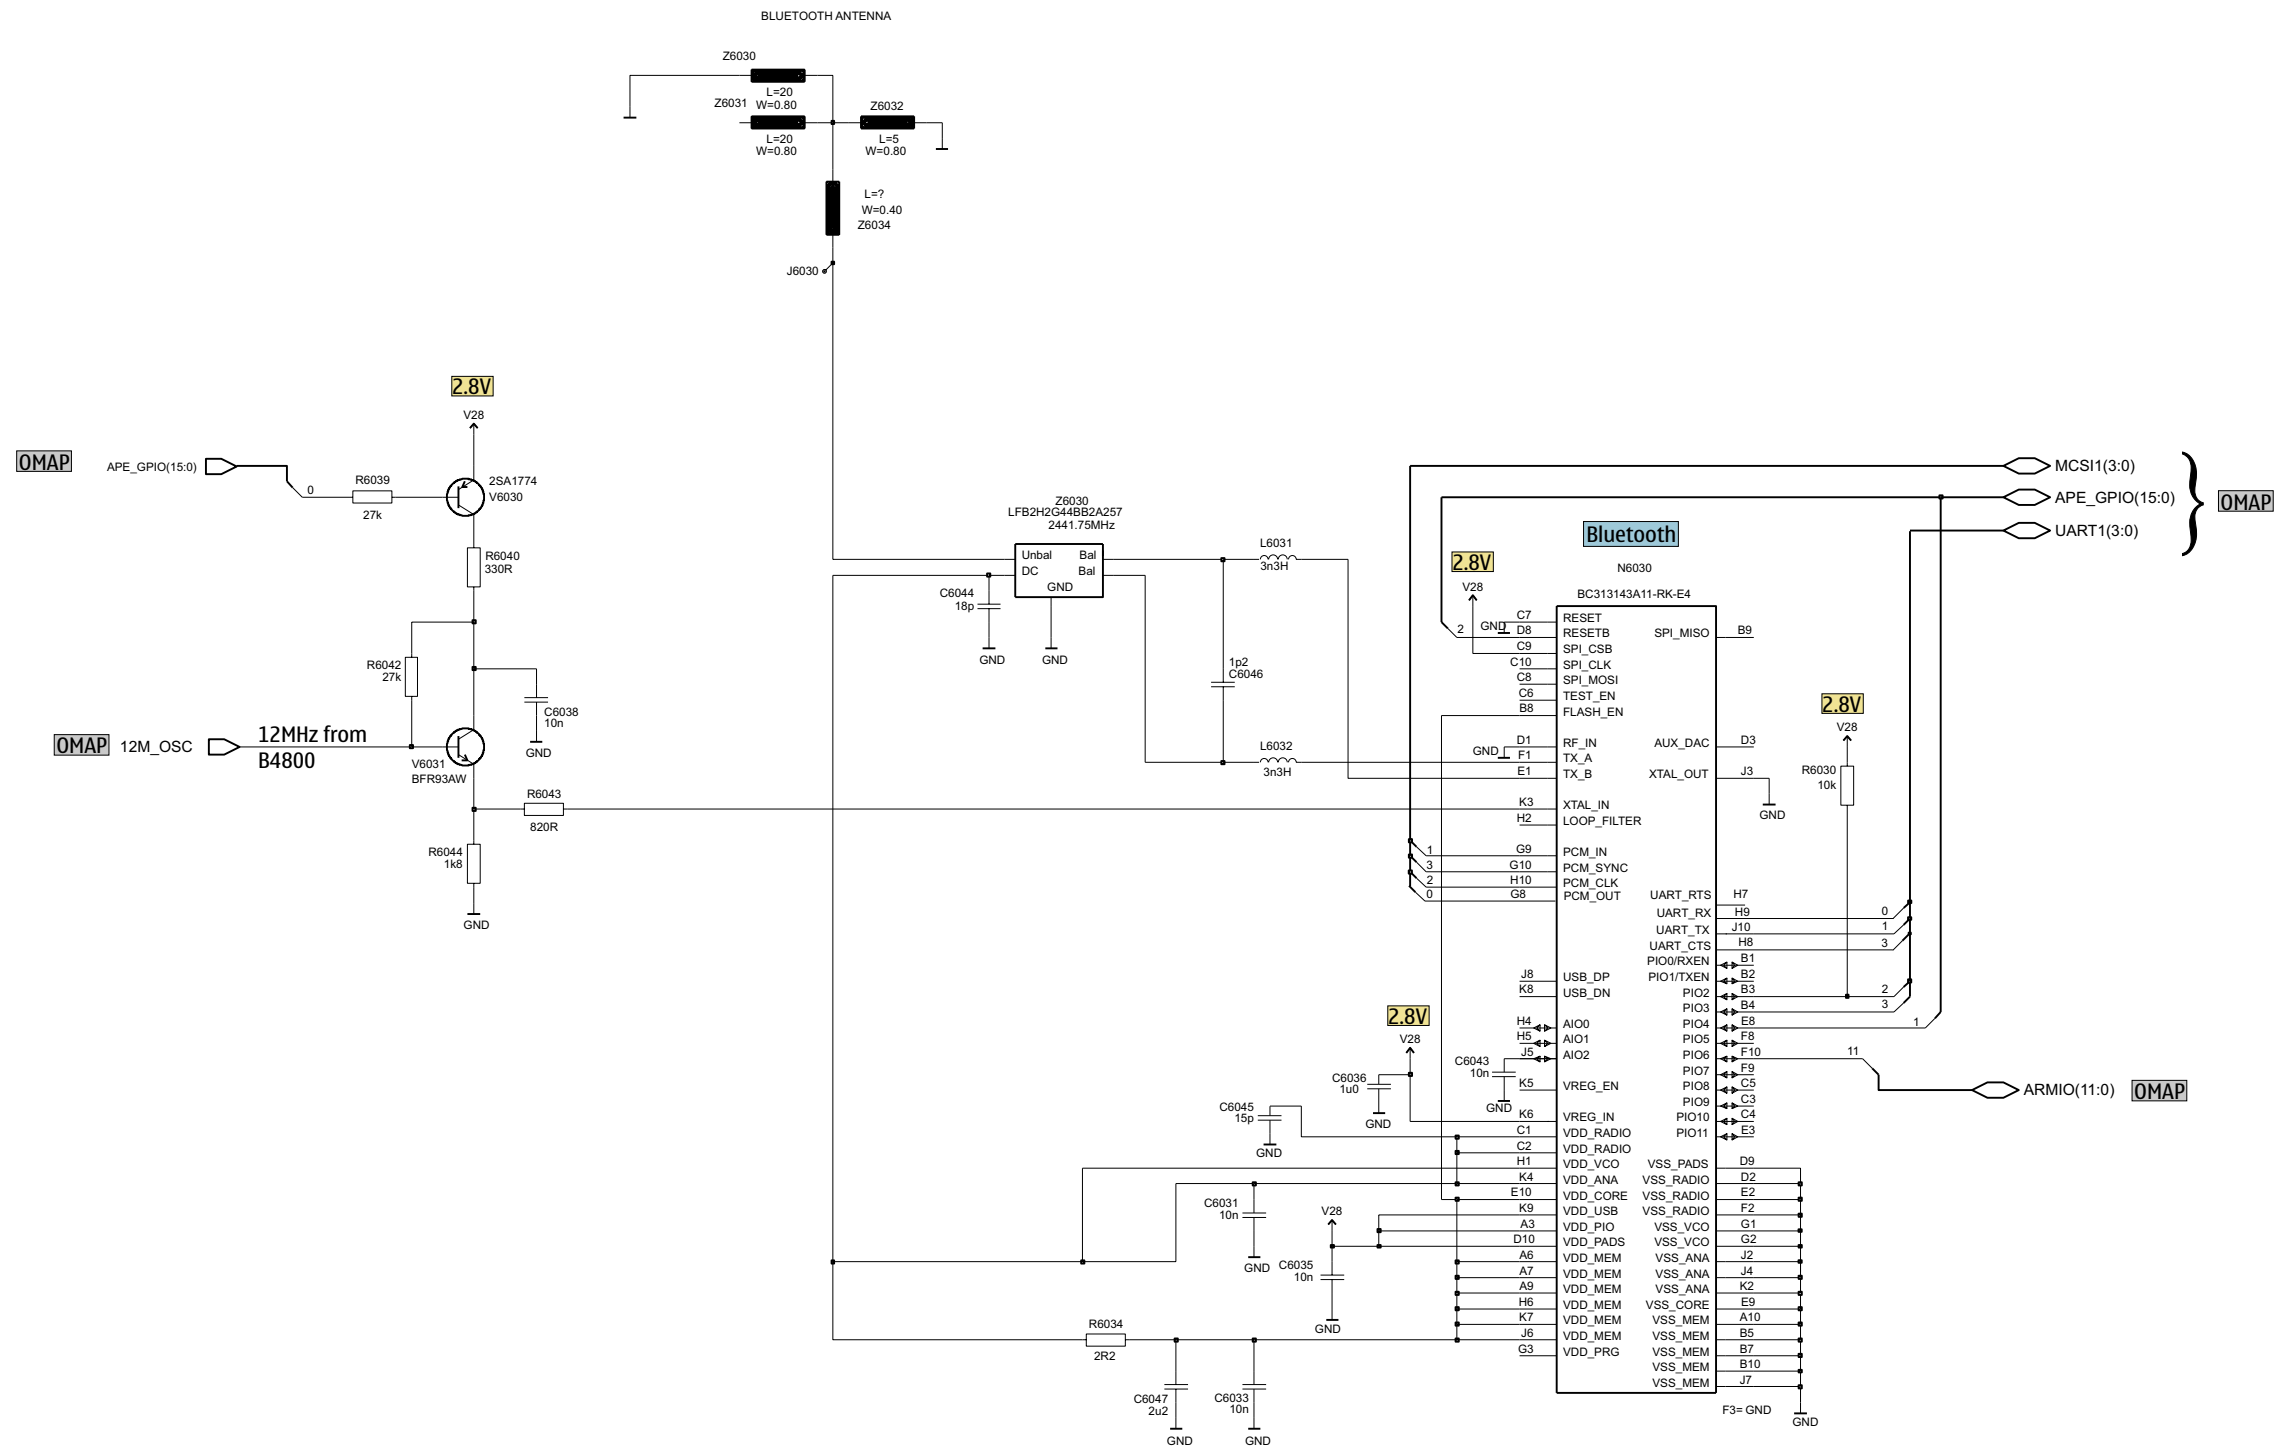 BLUETOOTH ANTENNA
Z6030
L=20
W=0.80
Z6031
L=20
W=0.80
Z6032
L=5
W=0.80
L=?
W=0.40
Z6034
J6030
2.8V
V28
OMAP
APE_GPIO(15:0)
0
R6039
27k
2SA1774
V6030
R6040
330R
R6042
27k
C6038
10n
GND
OMAP
12M_OSC
12MHz from
B4800
V6031
BFR93AW
R6043
820R
R6044
1k8
GND
Z6030
LFB2H2G44BB2A257
2441.75MHz
Unbal
Bal
DC
Bal
GND
C6044
18p
GND
GND
L6031
3n3H
1p2
C6046
L6032
3n3H
MCSI1(3:0)
APE_GPIO(15:0)
UART1(3:0)
OMAP
Bluetooth
2.8V
V28
N6030
BC313143A11-RK-E4
GND
2
C7 RESET
D8 RESETB
C9 SPI_CSB
C10 SPI_CLK
C8 SPI_MOSI
C6 TEST_EN
B8 FLASH_EN
GND
D1 RF_IN
F1 TX_A
E1 TX_B
K3 XTAL_IN
H2 LOOP_FILTER
1 G9 PCM_IN
3 G10 PCM_SYNC
2 H10 PCM_CLK
0 G8 PCM_OUT
J8 USB_DP
K8 USB_DN
H4 AIO0
H5 AIO1
J5 AIO2
K5 VREG_EN
K6 VREG_IN
C1 VDD_RADIO
C2 VDD_RADIO
H1 VDD_VCO
K4 VDD_ANA
E10 VDD_CORE
K9 VDD_USB
A3 VDD_PIO
D10 VDD_PADS
A6 VDD_MEM
A7 VDD_MEM
A9 VDD_MEM
H6 VDD_MEM
K7 VDD_MEM
J6 VDD_MEM
G3 VDD_PRG
SPI_MISO B9
AUX_DAC D3
XTAL_OUT J3
GND
UART_RTS H7
UART_RX H9 0
UART_TX J10 1
UART_CTS H8 3
PIO0/RXEN B1
PIO1/TXEN B2
PIO2 B3 2
PIO3 B4 3
PIO4 E8 1
PIO5 F8
PIO6 F10 11
PIO7 F9
PIO8 C5
PIO9 C3
PIO10 C4
PIO11 E3
VSS_PADS D9
VSS_RADIO D2
VSS_RADIO E2
VSS_RADIO F2
VSS_VCO G1
VSS_VCO G2
VSS_ANA J2
VSS_ANA J4
VSS_ANA K2
VSS_CORE E9
VSS_MEM A10
VSS_MEM B5
VSS_MEM B7
VSS_MEM B10
VSS_MEM J7
F3= GND
GND
2.8V
V28
R6030
10k
ARMIO(11:0)
OMAP
2.8V
V28
C6043
10n
GND
C6036
1u0
GND
C6045
15p
GND
C6031
10n
GND
V28
C6035
10n
GND
R6034
2R2
C6047
2u2
GND
C6033
10n
GND